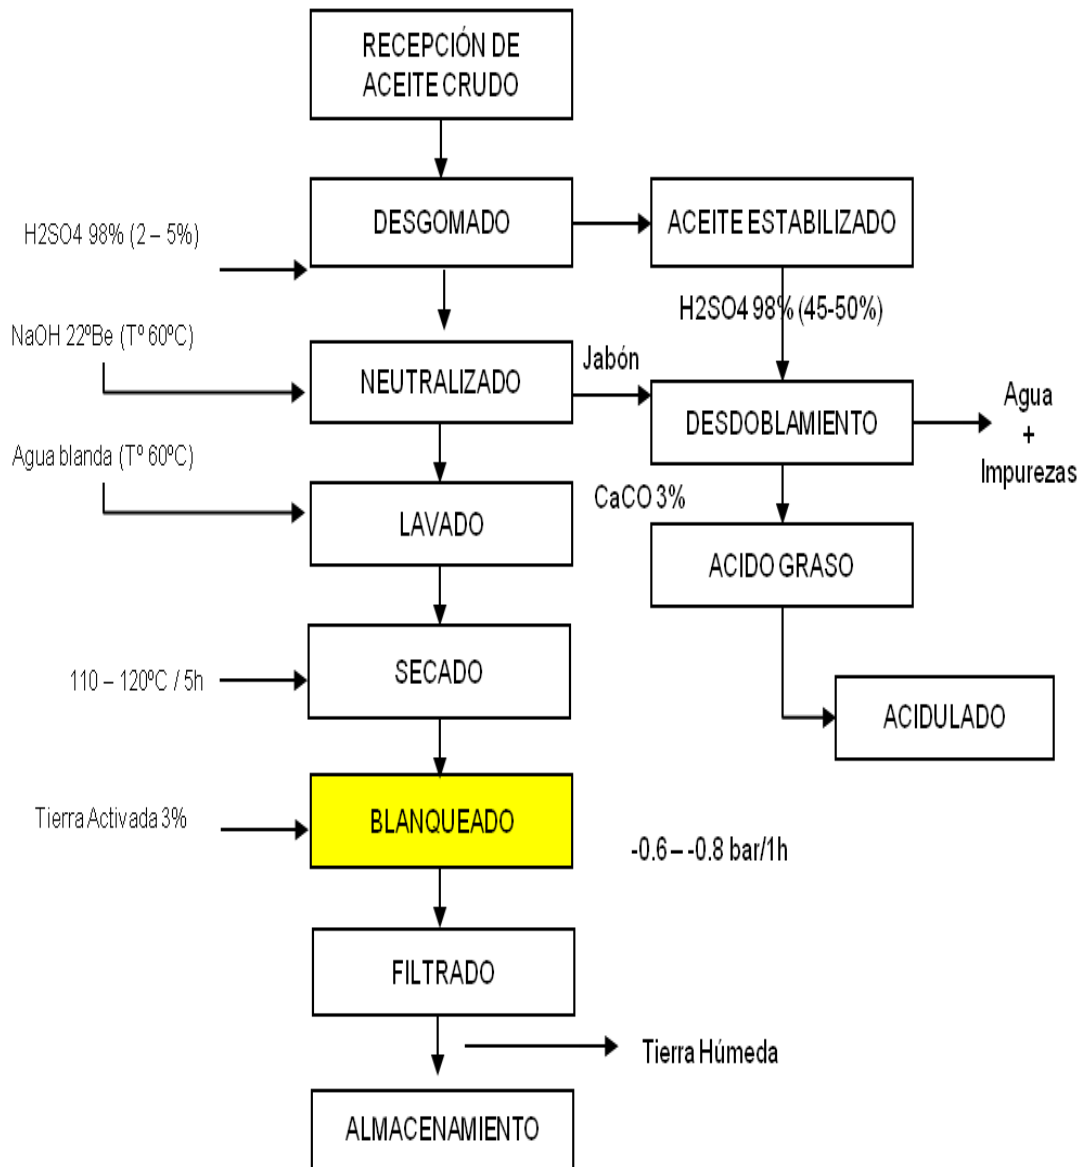 RECEPCIÓN DE
ACEITE CRUDO
DESGOMADO
ACEITE ESTABILIZADO
H2SO4 98% (2 – 5%)
H2SO4 98% (45-50%)
NaOH 22ºBe (Tº 60ºC)
NEUTRALIZADO
Jabón
DESDOBLAMIENTO
Agua
+
Impurezas
Agua blanda (Tº 60ºC)
LAVADO
CaCO 3%
ACIDO GRASO
110 – 120ºC / 5h
SECADO
ACIDULADO
Tierra Activada 3%
BLANQUEADO
-0.6 – -0.8 bar/1h
FILTRADO
Tierra Húmeda
ALMACENAMIENTO